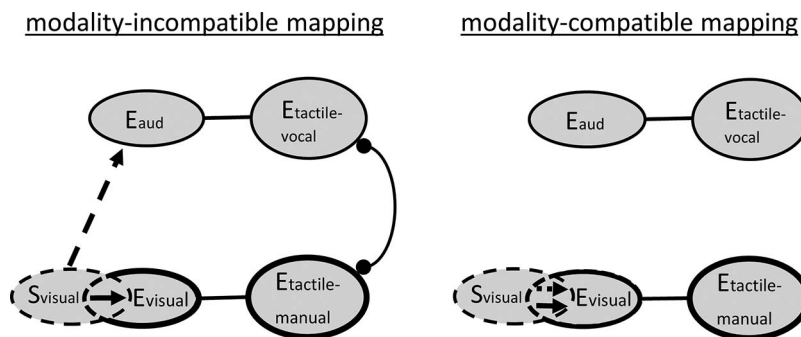 modality-incompatible mapping
modality-compatible mapping
Eaud
Etactile-
vocal
Eaud
Etactile-
vocal
Svisual
Evisual
Etactile-
manual
Svisual
Evisual
Etactile-
manual